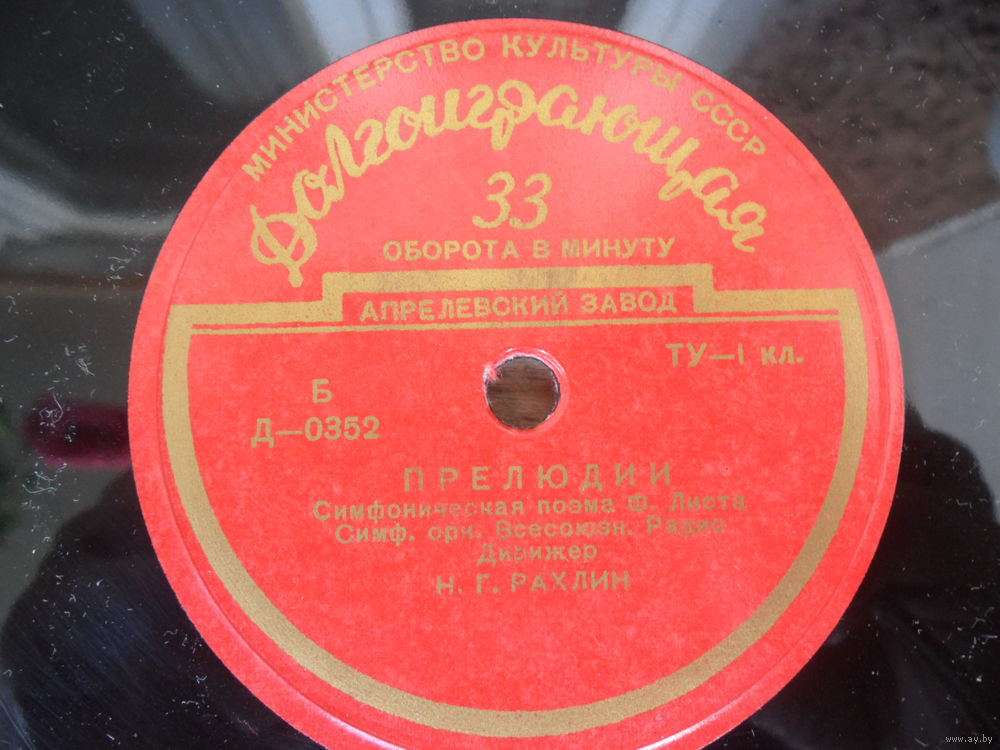 МИНИСТЕРСТВО КУЛЬТУРЫ СССР
Долгоиграющая
33
ОБОРОТА В МИНУТУ
АПРЕЛЕВСКИЙ ЗАВОД
ТУ—I кл.
Б
Д—0352
ПРЕЛЮДИИ
Симфоническая поэма Ф. Листа
Симф. орк. Всесоюзн. Радио
Дирижер
Н. Г. РАХЛИН
www.ay.by